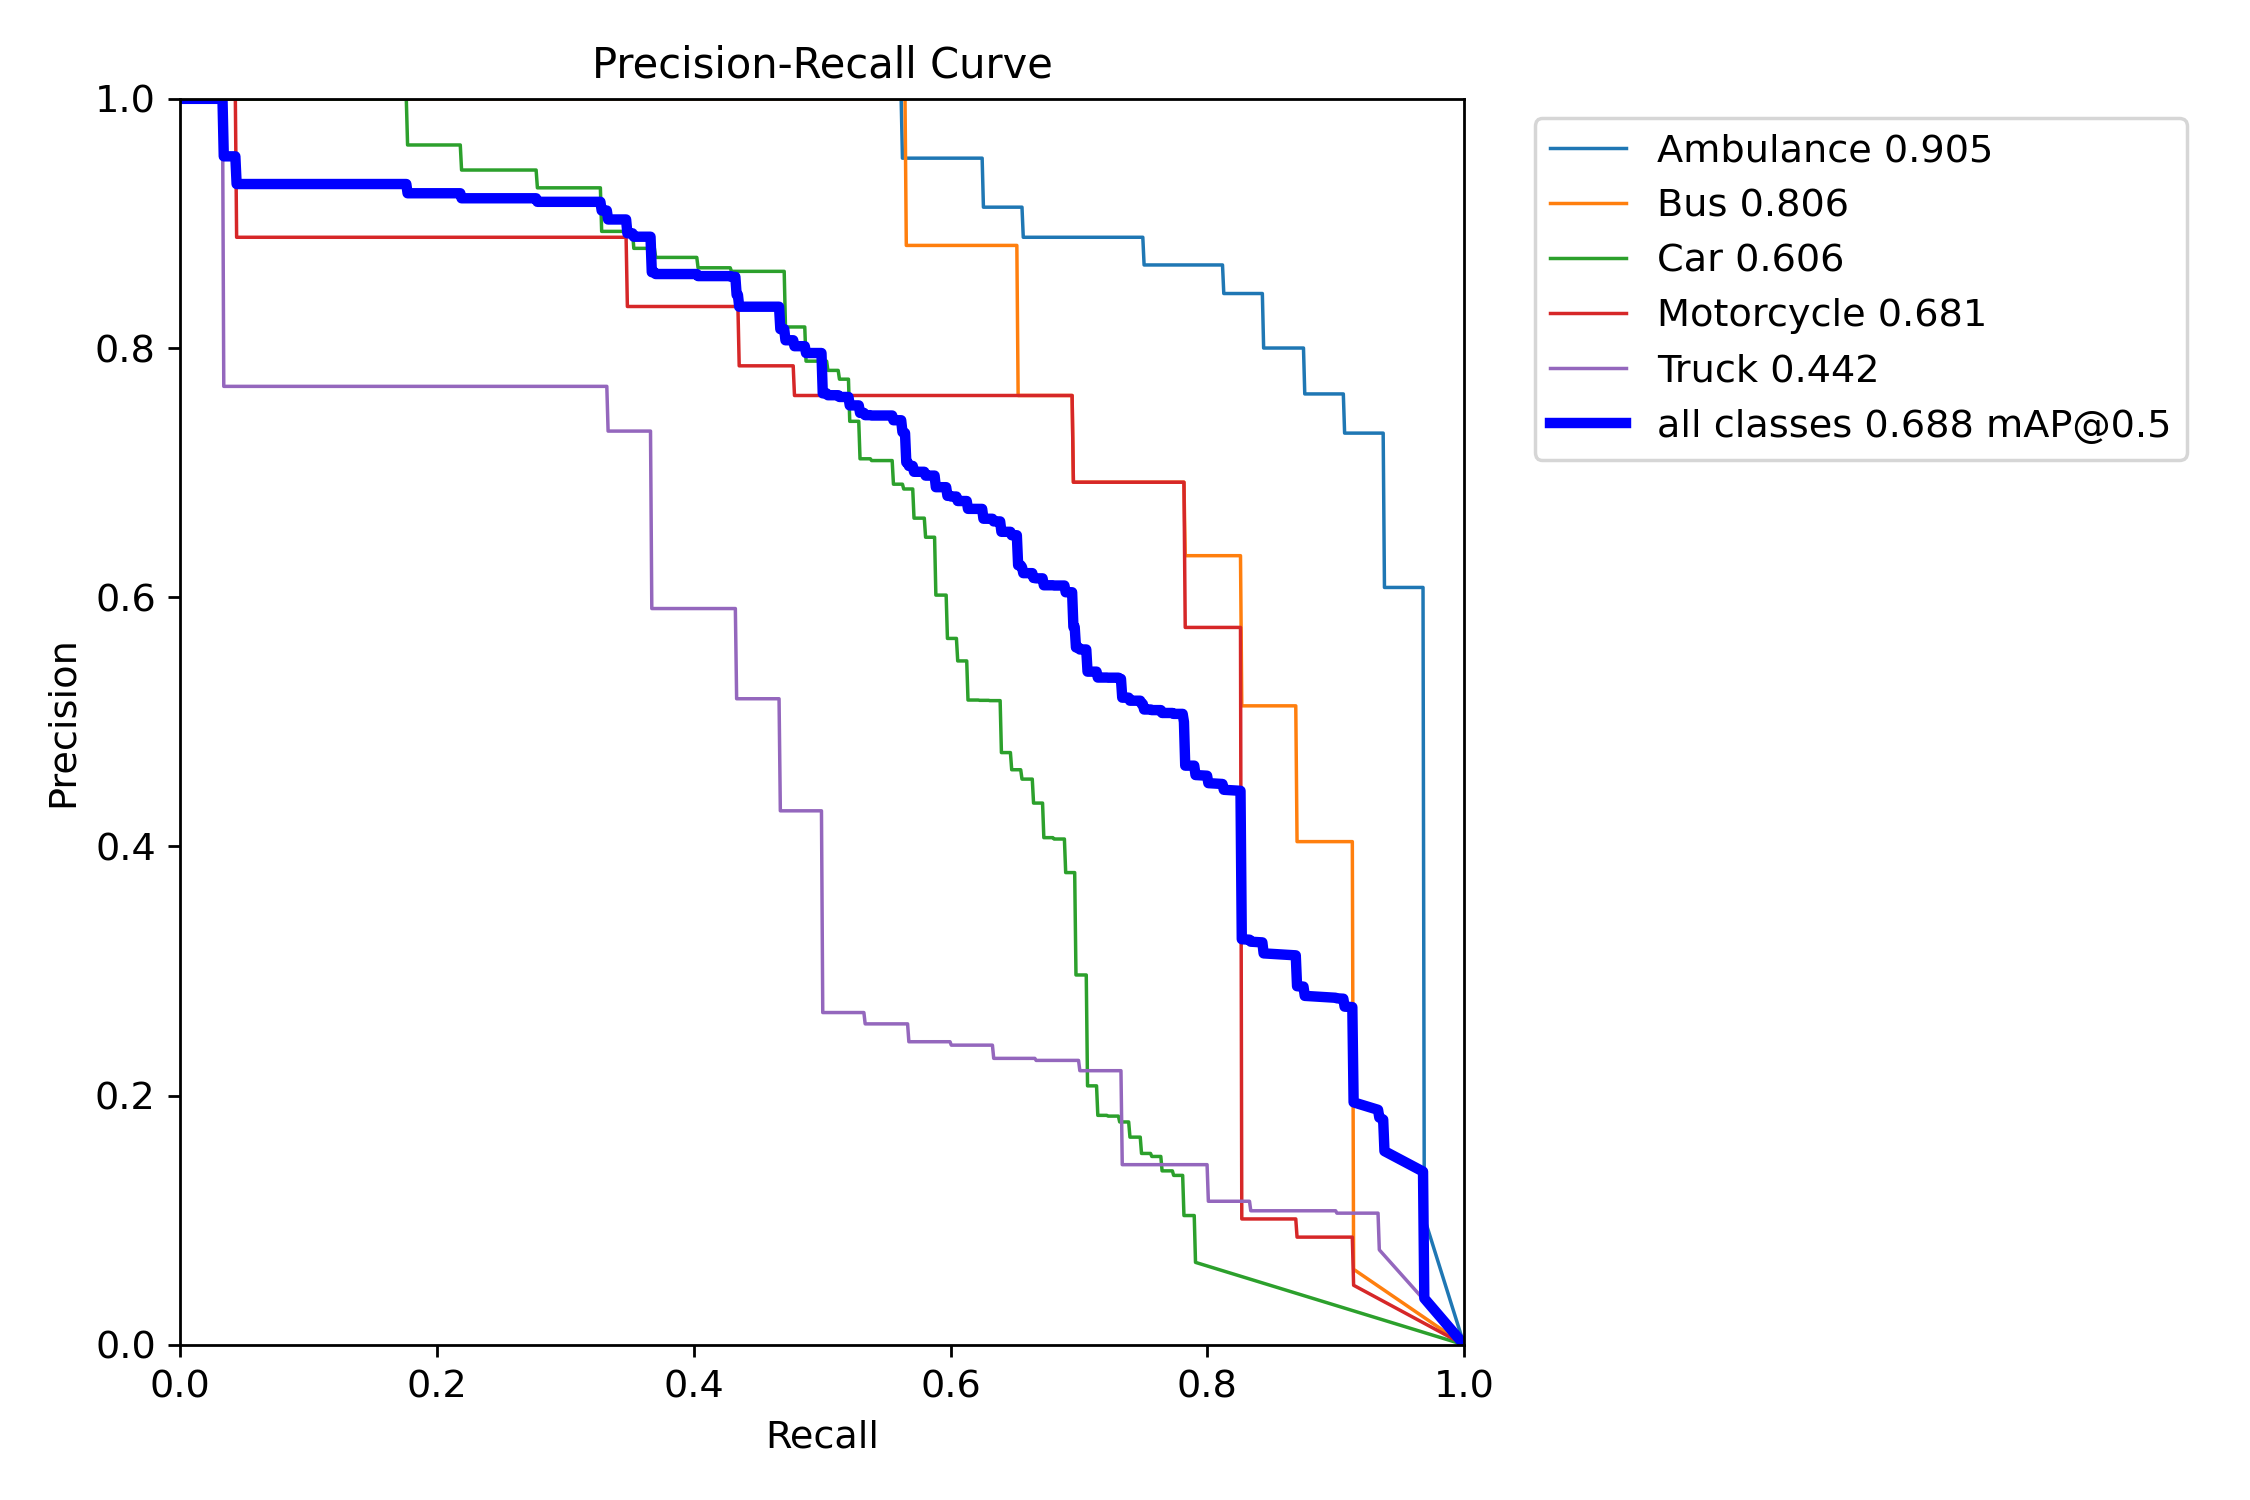 Precision-Recall Curve
1.0
0.8
0.6
0.4
0.2
0.0
Precision
0.0 0.2 0.4 0.6 0.8 1.0
Recall
Ambulance 0.905
Bus 0.806
Car 0.606
Motorcycle 0.681
Truck 0.442
all classes 0.688 mAP@0.5